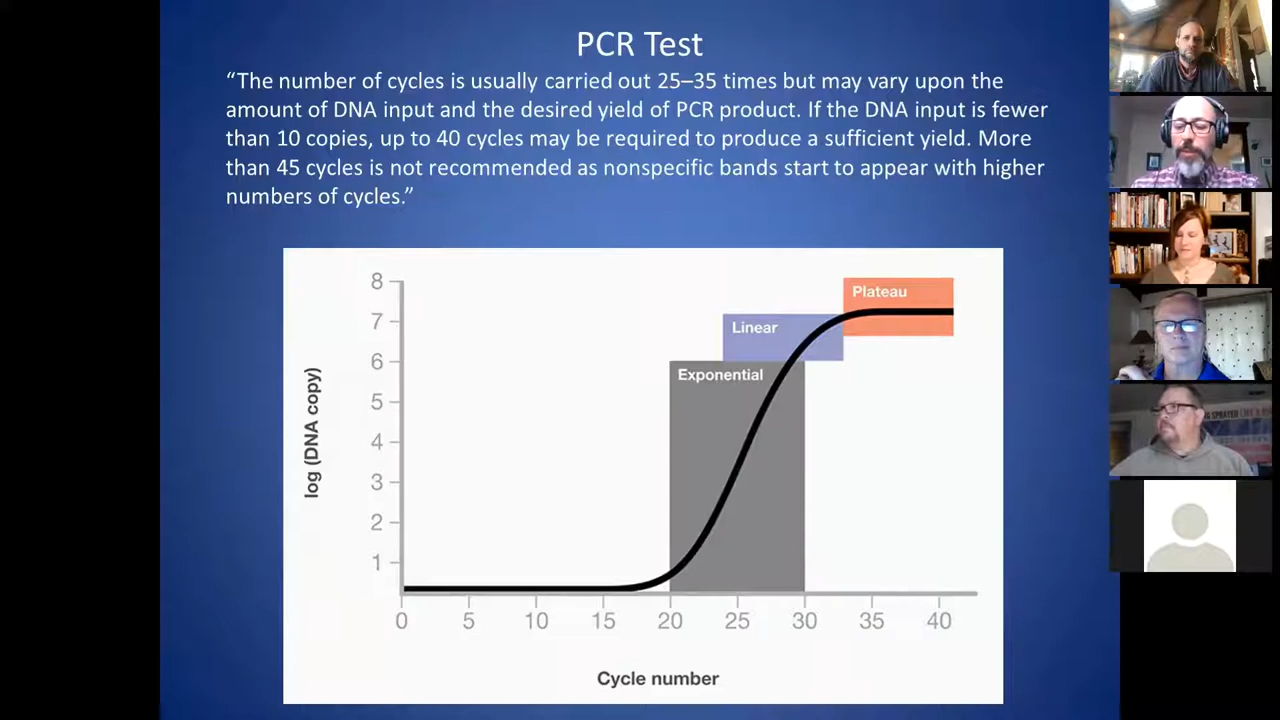 PCR Test
“The number of cycles is usually carried out 25–35 times but may vary upon the
amount of DNA input and the desired yield of PCR product. If the DNA input is fewer
than 10 copies, up to 40 cycles may be required to produce a sufficient yield. More
than 45 cycles is not recommended as nonspecific bands start to appear with higher
numbers of cycles.”
8
7
6
5
4
3
2
1
log (DNA copy)
Plateau
Linear
Exponential
0 5 10 15 20 25 30 35 40
Cycle number